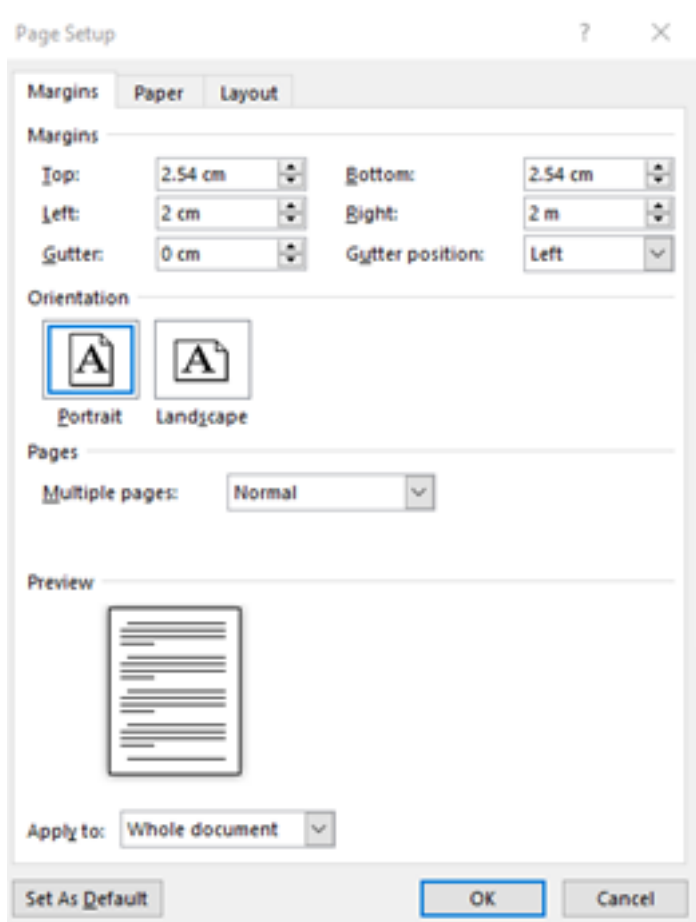 Page Setup ? ×
Margins Paper Layout
Margins
Top: 2.54 cm Bottom: 2.54 cm
Left: 2 cm Right: 2 m
Gutter: 0 cm Gutter position: Left
Orientation
A A
Portrait Landscape
Pages
Multiple pages: Normal
Preview
Apply to: Whole document
Set As Default OK Cancel